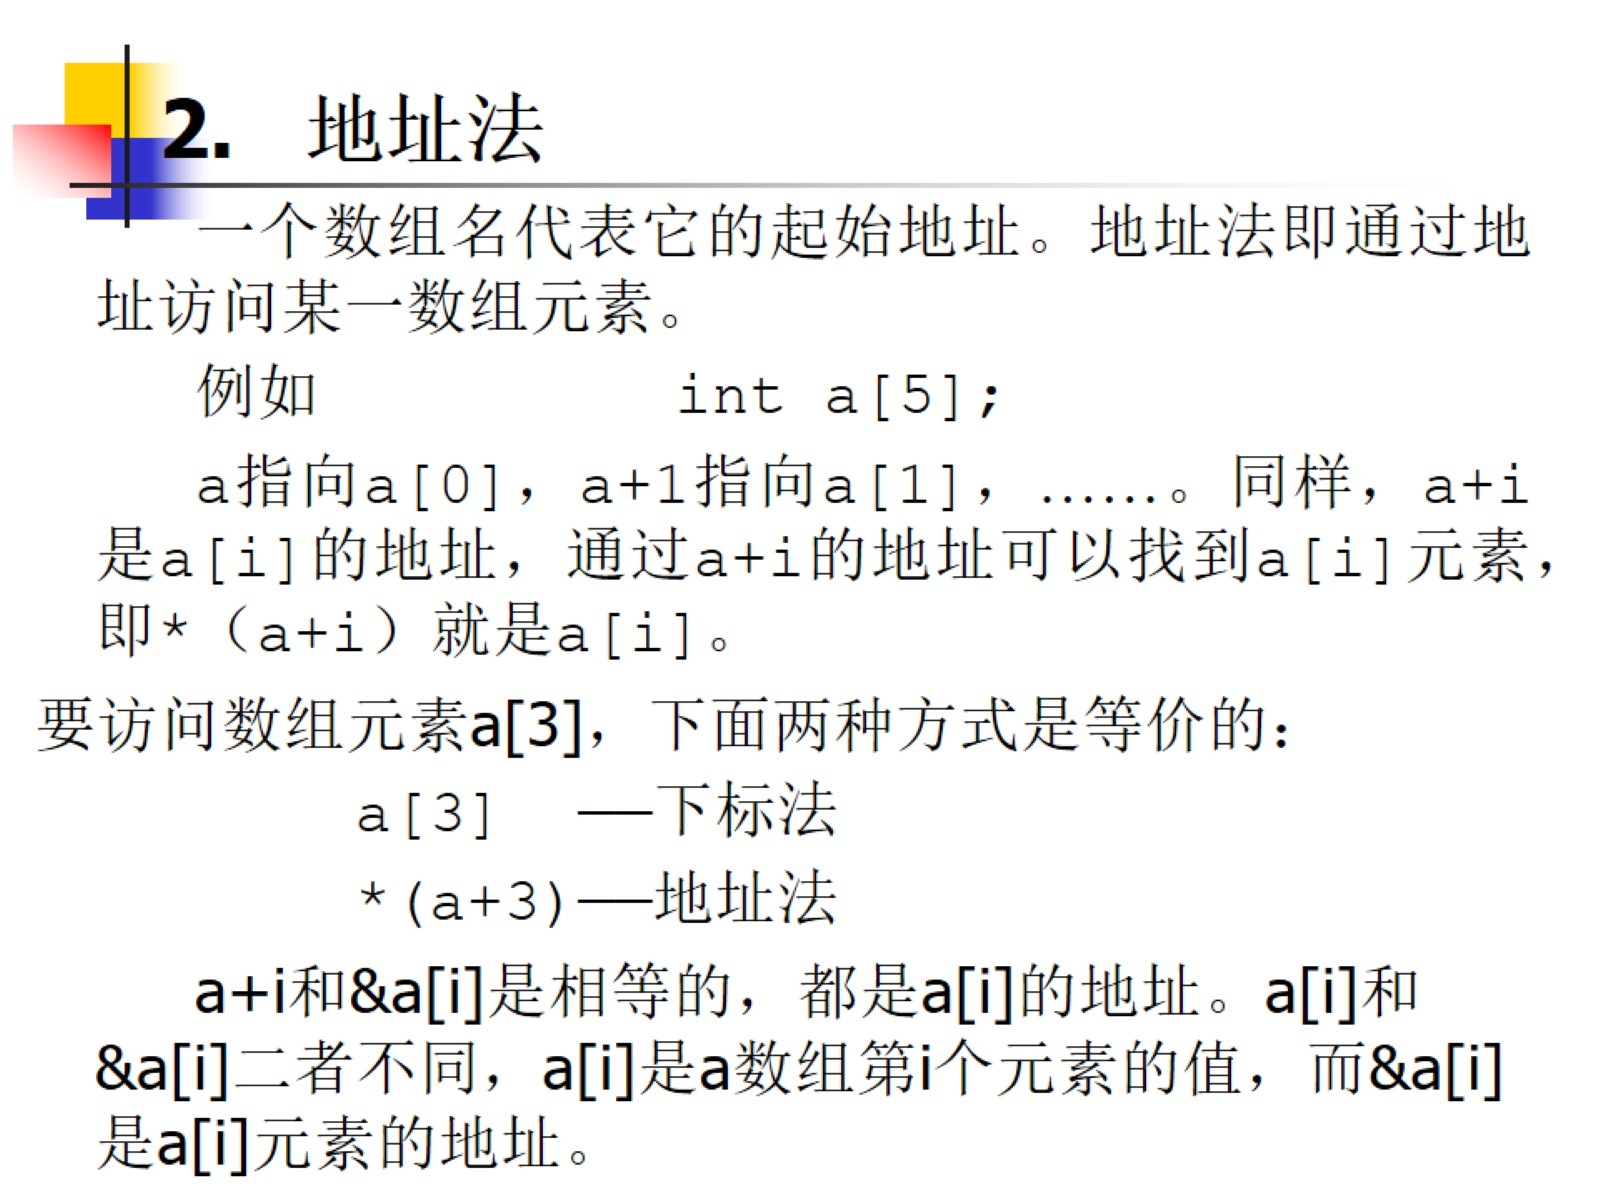 2. 地址法
一个数组名代表它的起始地址。地址法即通过地
址访问某一数组元素。
例如 int a[5];
a指向a[0]，a+1指向a[1]，……。同样，a+i
是a[i]的地址，通过a+i的地址可以找到a[i]元素，
即*（a+i）就是a[i]。
要访问数组元素a[3]，下面两种方式是等价的：
a[3] ——下标法
*(a+3)——地址法
a+i和&a[i]是相等的，都是a[i]的地址。a[i]和
&a[i]二者不同，a[i]是a数组第i个元素的值，而&a[i]
是a[i]元素的地址。